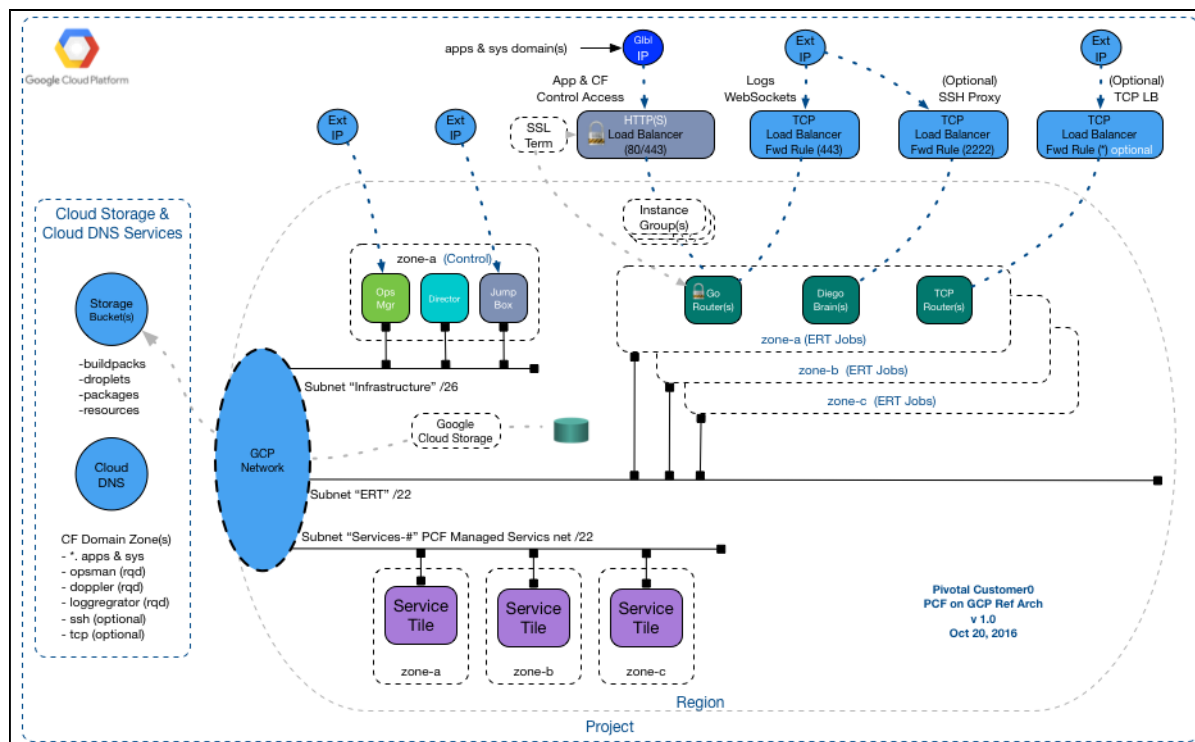 Google Cloud Platform
apps & sys domain(s)
Glbl
IP
Ext
IP
Ext
IP
App & CF
Control Access
Logs
WebSockets
(Optional)
SSH Proxy
(Optional)
TCP LB
Ext
IP
Ext
IP
SSL
Term
HTTP(S)
Load Balancer
(80/443)
TCP
Load Balancer
Fwd Rule (443)
TCP
Load Balancer
Fwd Rule (2222)
TCP
Load Balancer
Fwd Rule (*) optional
Cloud Storage &
Cloud DNS Services
Instance
Group(s)
zone-a (Control)
Ops
Mgr
Director
Jump
Box
Go
Router(s)
Diego
Brain(s)
TCP
Router(s)
Storage
Bucket(s)
zone-a (ERT Jobs)
zone-b (ERT Jobs)
zone-c (ERT Jobs)
-buildpacks
-droplets
-packages
-resources
Subnet “Infrastructure” /26
Google
Cloud Storage
GCP
Network
Cloud
DNS
Subnet “ERT” /22
CF Domain Zone(s)
- *. apps & sys
- opsman (rqd)
- doppler (rqd)
- loggregrator (rqd)
- ssh (optional)
- tcp (optional)
Subnet “Services-#” PCF Managed Servics net /22
Service
Tile
Service
Tile
Service
Tile
zone-a
zone-b
zone-c
Pivotal Customer0
PCF on GCP Ref Arch
v 1.0
Oct 20, 2016
Region
Project